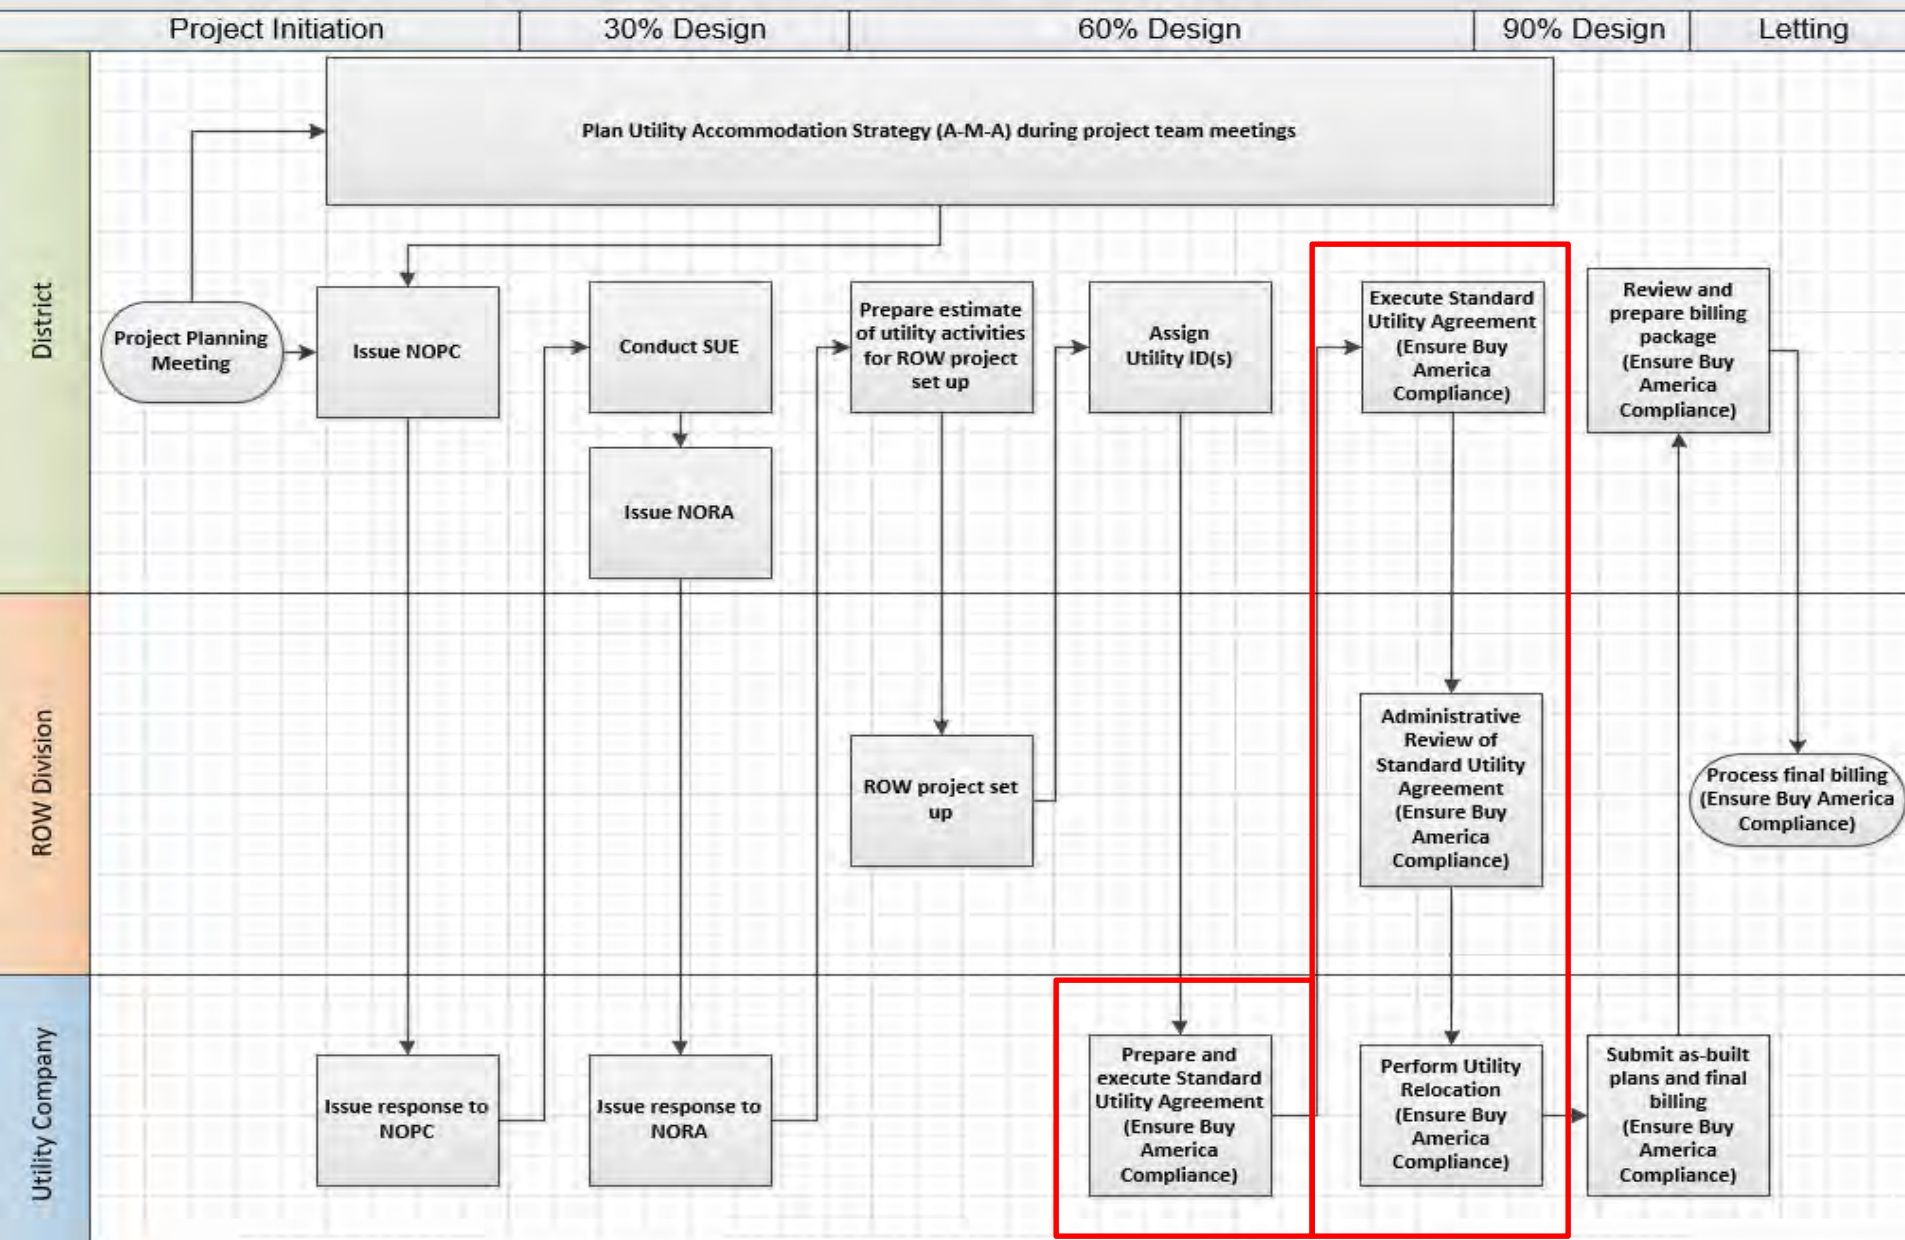 Project Initiation
30% Design
60% Design
90% Design
Letting
District
Plan Utility Accommodation Strategy (A-M-A) during project team meetings
Project Planning
Meeting
Issue NOPC
Conduct SUE
Issue NORA
Prepare estimate
of utility activities
for ROW project
set up
Assign
Utility ID(s)
Execute Standard
Utility Agreement
(Ensure Buy
America
Compliance)
Review and
prepare billing
package
(Ensure Buy
America
Compliance)
ROW Division
ROW project set
up
Administrative
Review of
Standard Utility
Agreement
(Ensure Buy
America
Compliance)
Process final billing
(Ensure Buy America
Compliance)
Utility Company
Issue response to
NOPC
Issue response to
NORA
Prepare and
execute Standard
Utility Agreement
(Ensure Buy
America
Compliance)
Perform Utility
Relocation
(Ensure Buy
America
Compliance)
Submit as-built
plans and final
billing
(Ensure Buy
America
Compliance)